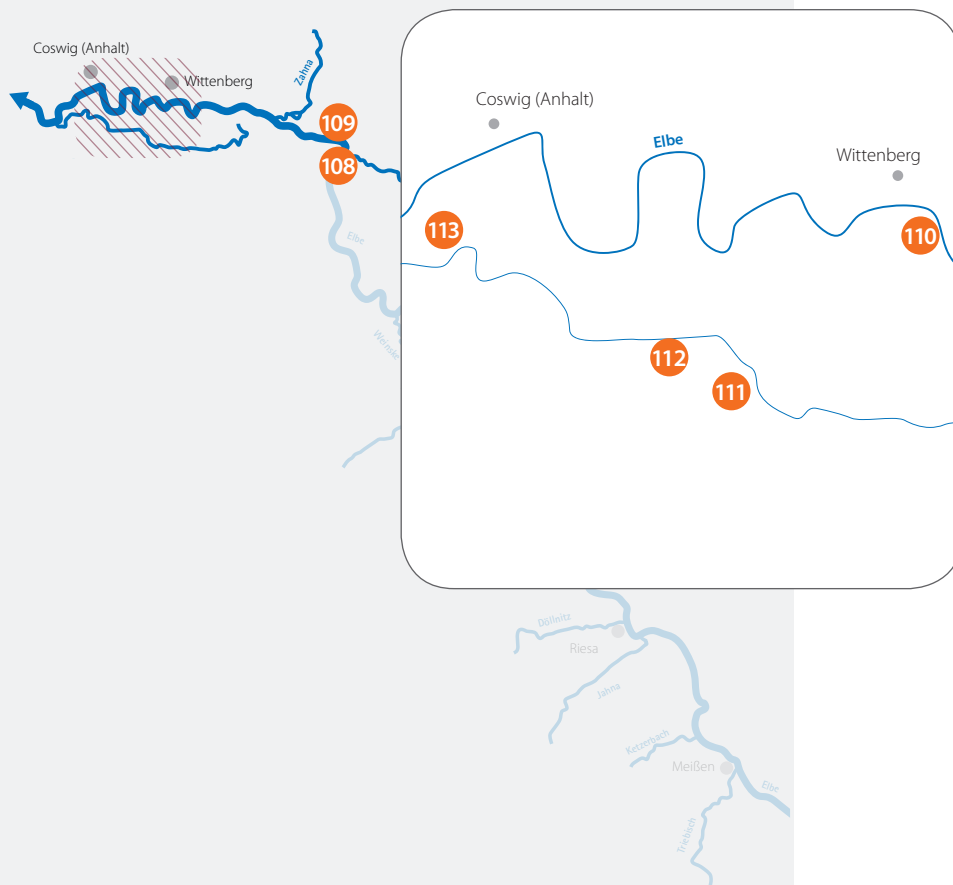 Coswig (Anhalt)
Wittenberg
Zahna
109
108
Elbe
Weinske
Coswig (Anhalt)
Elbe
Wittenberg
113
110
112
111
Döllnitz
Riesa
Jahna
Ketzerbach
Meißen
Elbe
Triebisch